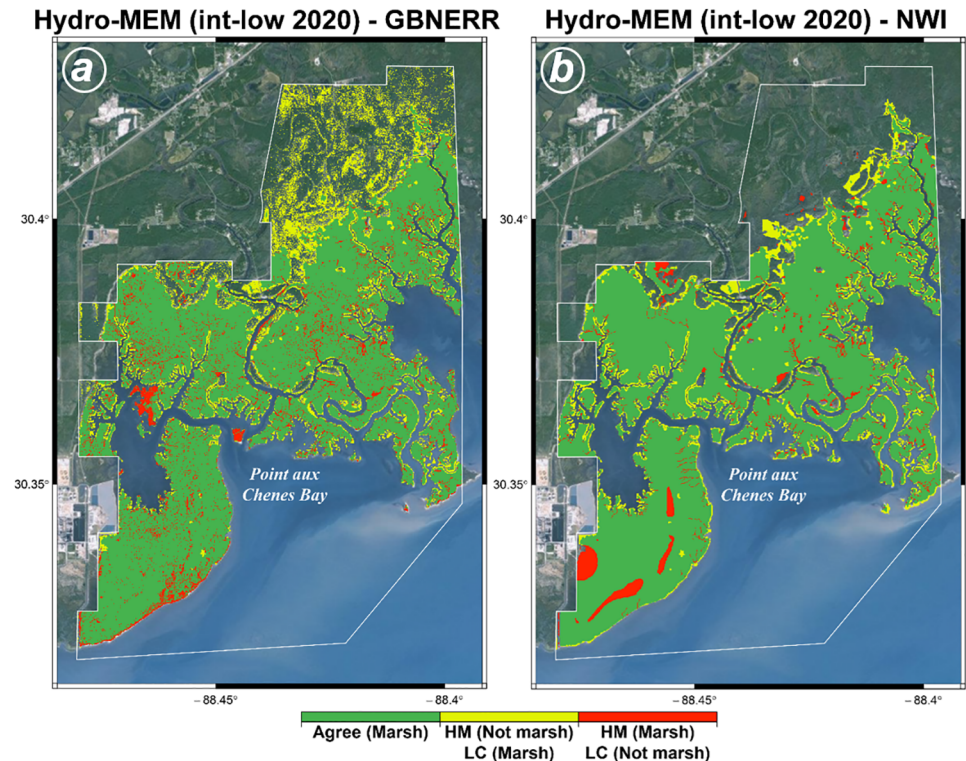 Hydro-MEM (int-low 2020) - GBNERR
Hydro-MEM (int-low 2020) - NWI
a
b
30.4°
30.4°
Point aux
Chenes Bay
Point aux
Chenes Bay
30.35°
30.35°
−88.45°
−88.4°
−88.45°
−88.4°
Agree (Marsh)
HM (Not marsh)
LC (Marsh)
HM (Marsh)
LC (Not marsh)